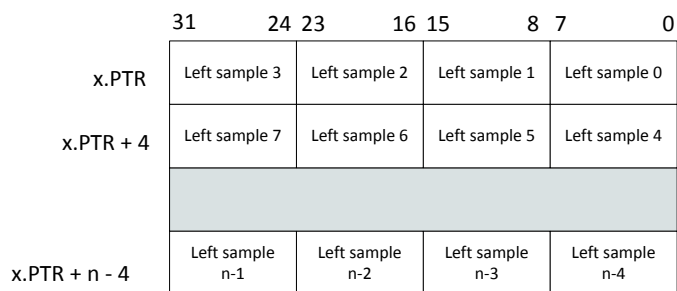 31 24 23 16 15 8 7 0
x.PTR Left sample 3 Left sample 2 Left sample 1 Left sample 0
x.PTR + 4 Left sample 7 Left sample 6 Left sample 5 Left sample 4
Left sample Left sample Left sample Left sample
x.PTR + n - 4 n-1 n-2 n-3 n-4